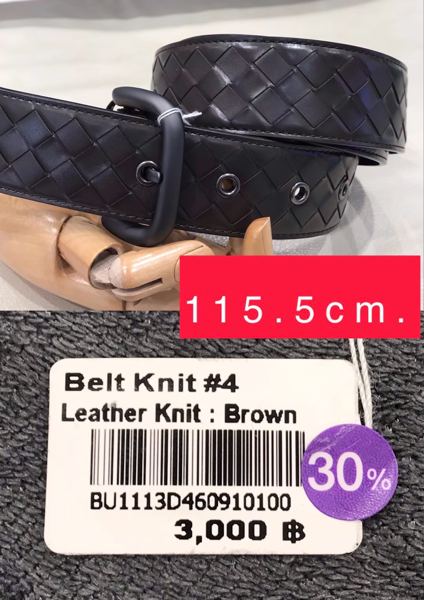 115.5cm.
Belt Knit #4
Leather Knit : Brown
30%
BU1113D460910100
3,000 ฿